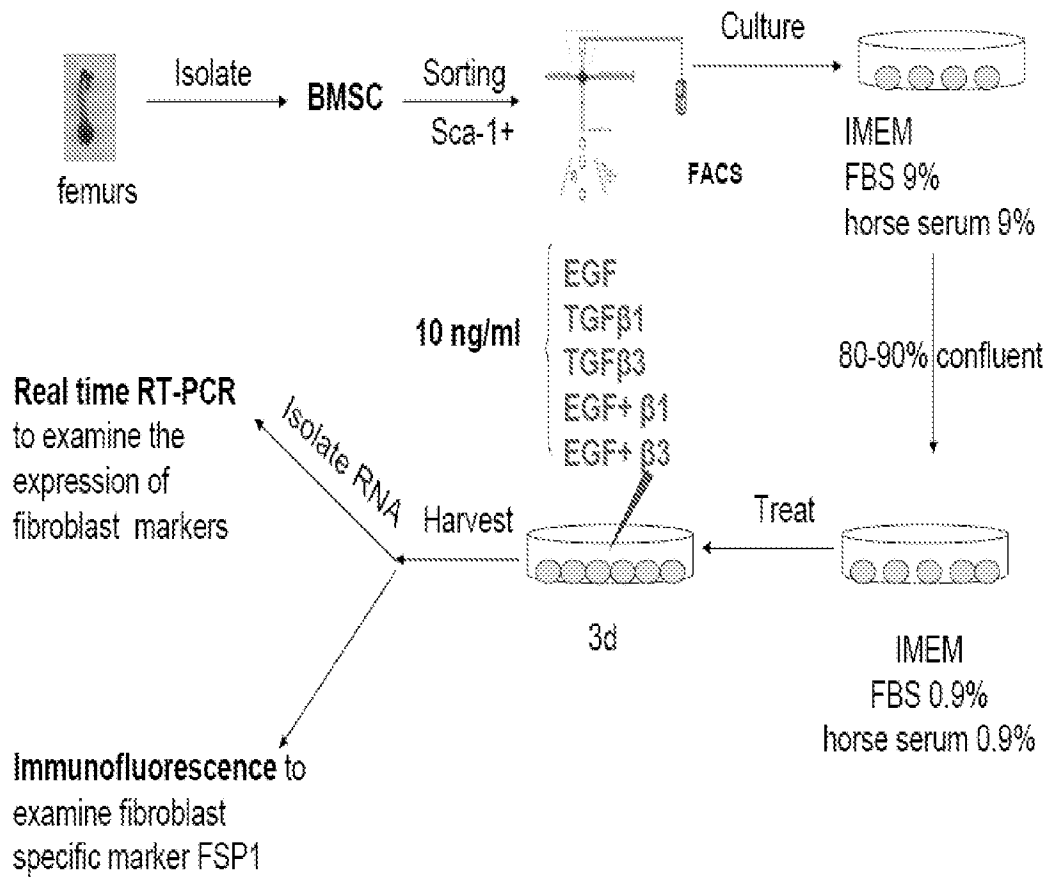 Isolate
BMSC
Sorting
Sca-1+
femurs
FACS
Culture
IMEM
FBS 9%
horse serum 9%
80-90% confluent
IMEM
FBS 0.9%
horse serum 0.9%
Treat
10 ng/ml
EGF
TGFβ1
TGFβ3
EGF+ β1
EGF+ β3
3d
Harvest
Isolate RNA
Real time RT-PCR
to examine the
expression of
fibroblast markers
Immunofluorescence to
examine fibroblast
specific marker FSP1